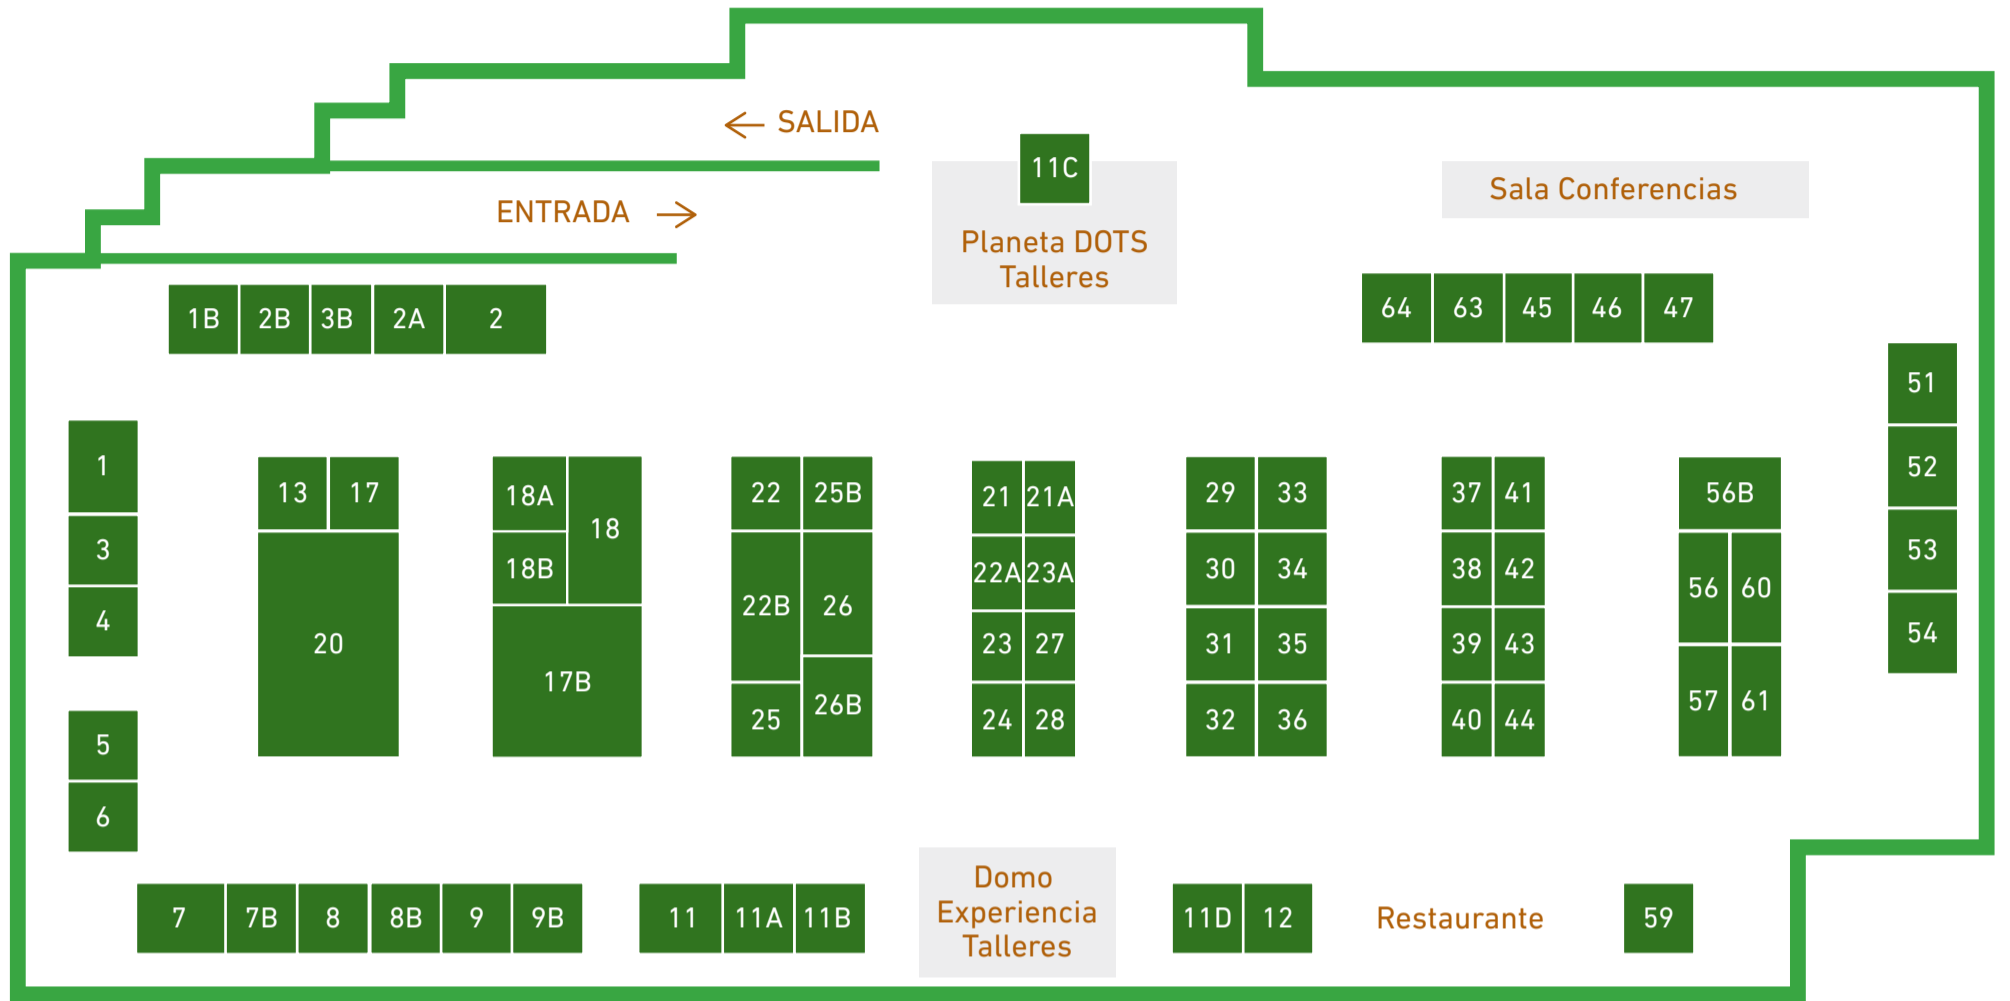 ← SALIDA
11C
ENTRADA →
Sala Conferencias
Planeta DOTS
Talleres
1B 2B 3B 2A 2
64 63 45 46 47
51
52
53
54
1
3
4
5
6
13 17
20
18A 18
18B
17B
22 25B
22B 26
25 26B
21 21A
22A 23A
23 27
24 28
29 33
30 34
31 35
32 36
37 41
38 42
39 43
40 44
56B
56 60
57 61
7 7B 8 8B 9 9B
11 11A 11B
Domo
Experiencia
Talleres
11D 12
Restaurante
59